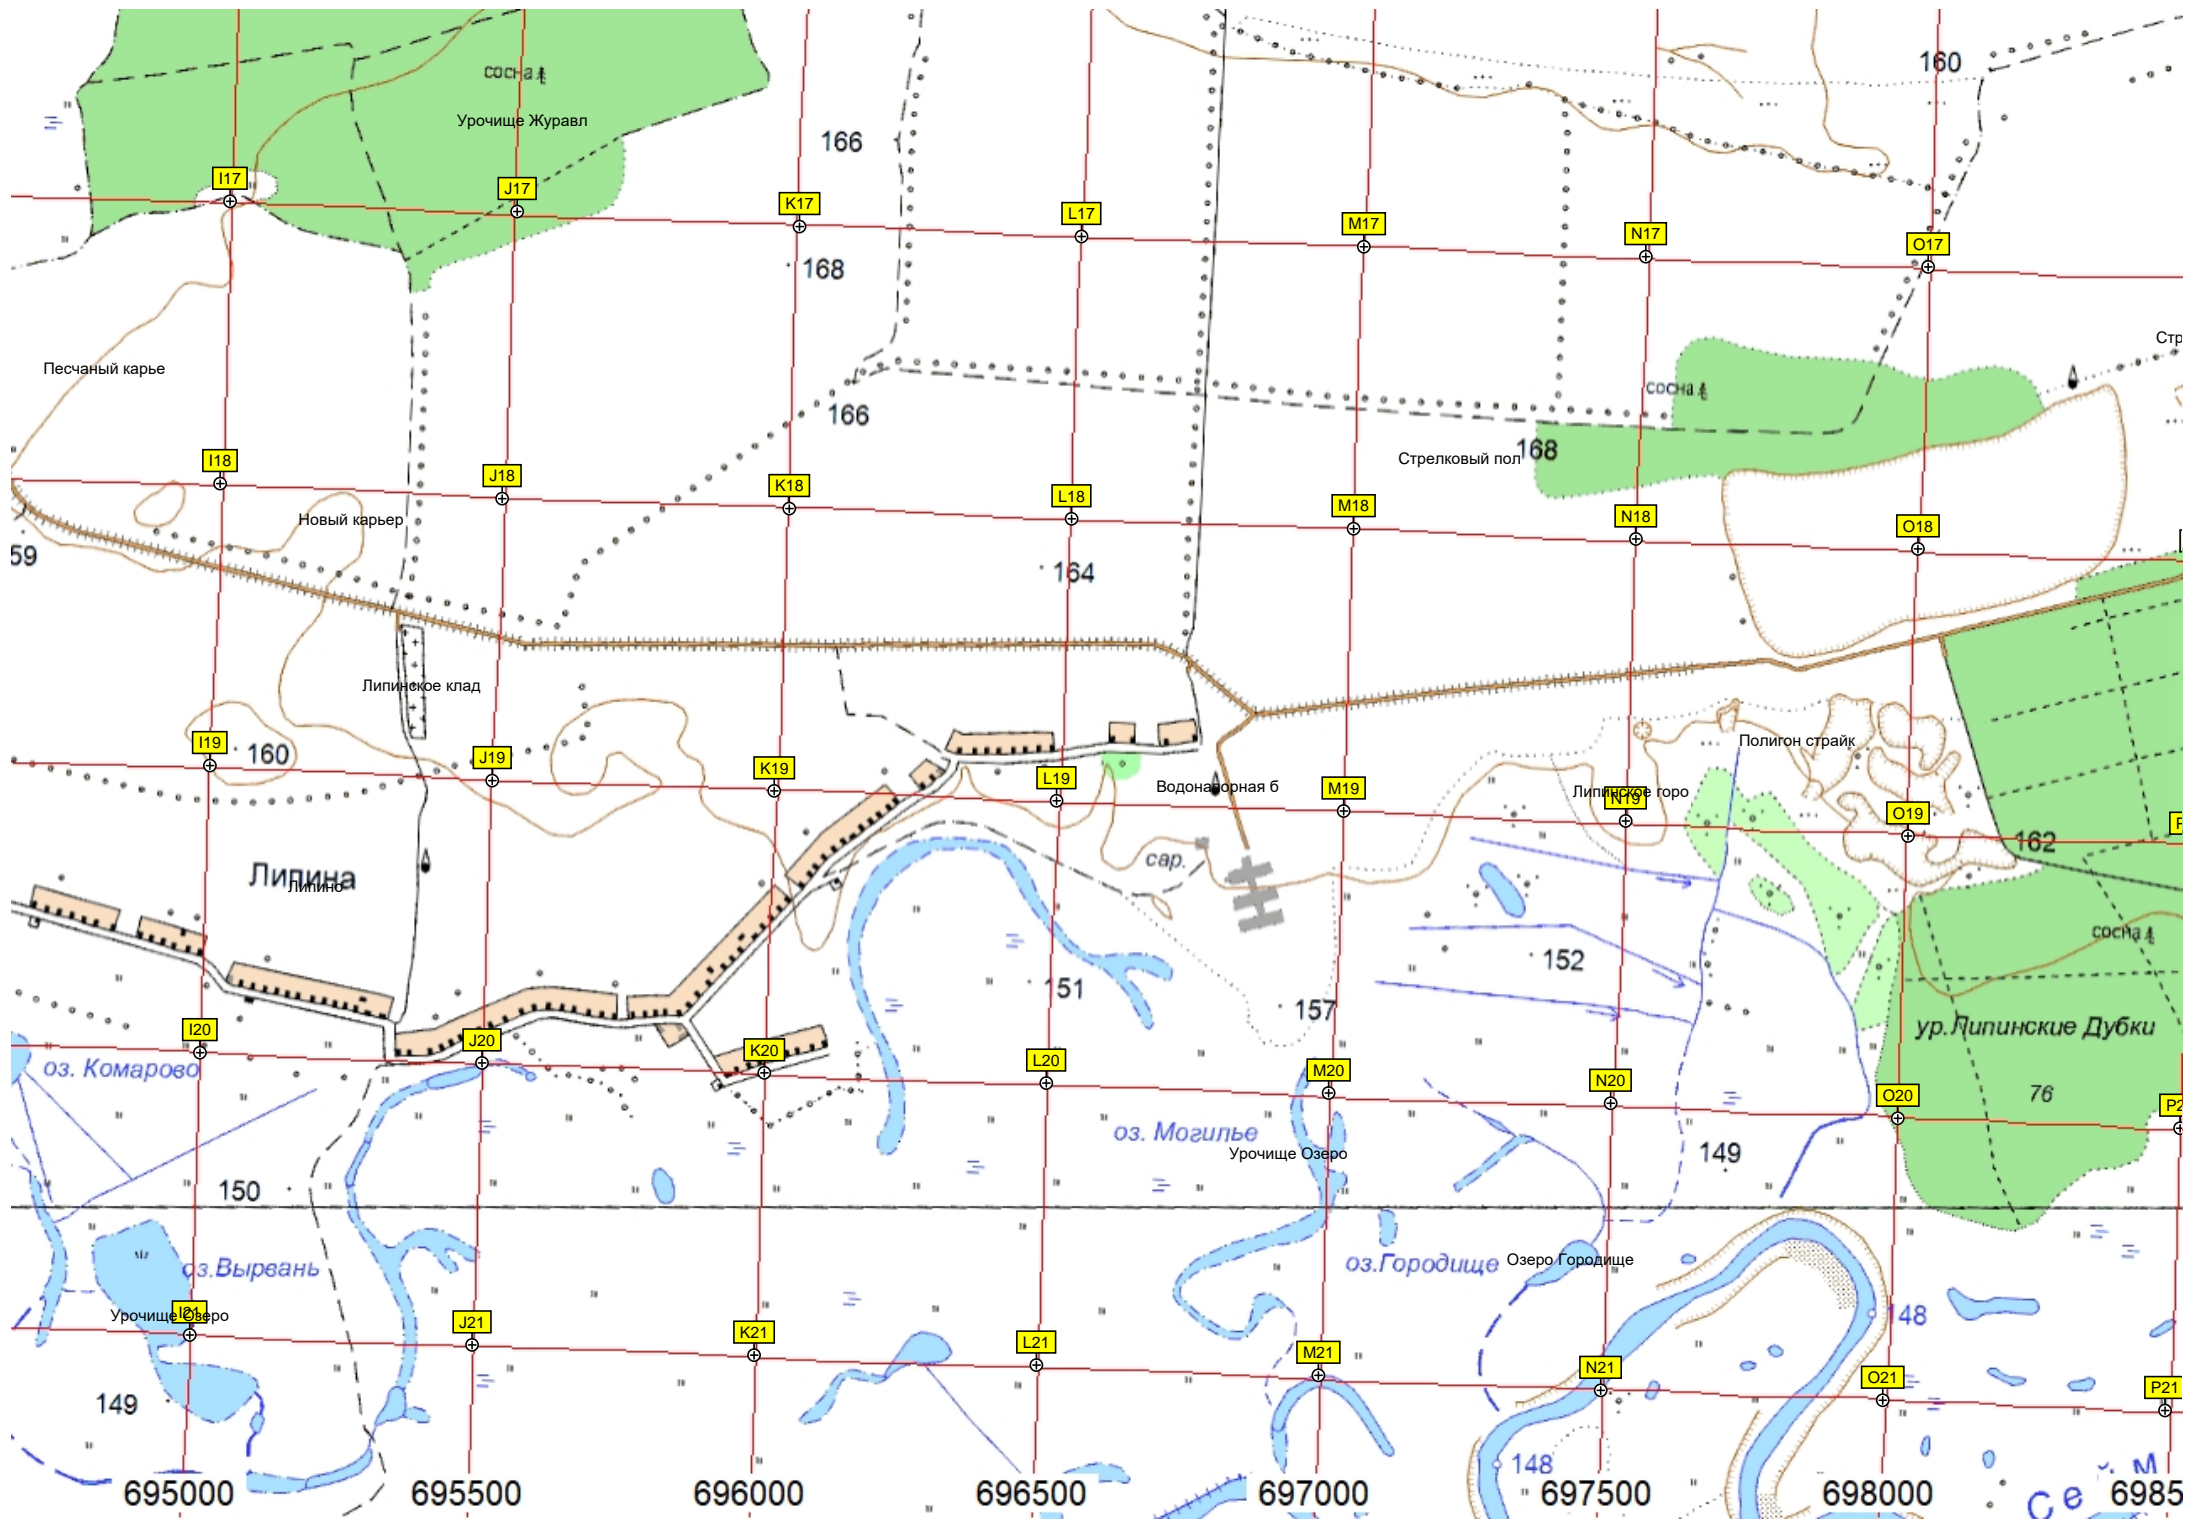 160
сосна
Урочище Журавл
166
I17
J17
K17
L17
M17
N17
O17
168
Стр
Песчаный карье
сосна
166
168
Стрелковый пол
I18
J18
K18
L18
M18
N18
O18
Новый карьер
59
164
Липинское клад
I19
160
J19
K19
L19
M19
N19
O19
Полигон страйк
Водонапорная б
Липинское горо
162
сар.
Липина
Липино
сосна
152
151
157
ур.Липинские Дубки
I20
J20
K20
L20
M20
N20
O20
P2
оз. Комарово
76
оз. Могилье
Урочище Озеро
149
150
оз.Вырвань
оз.Городище
Озеро Городище
Урочище Озеро
I21
J21
K21
L21
M21
N21
O21
P21
148
149
148
Сейм
695000
695500
696000
696500
697000
697500
698000
6985